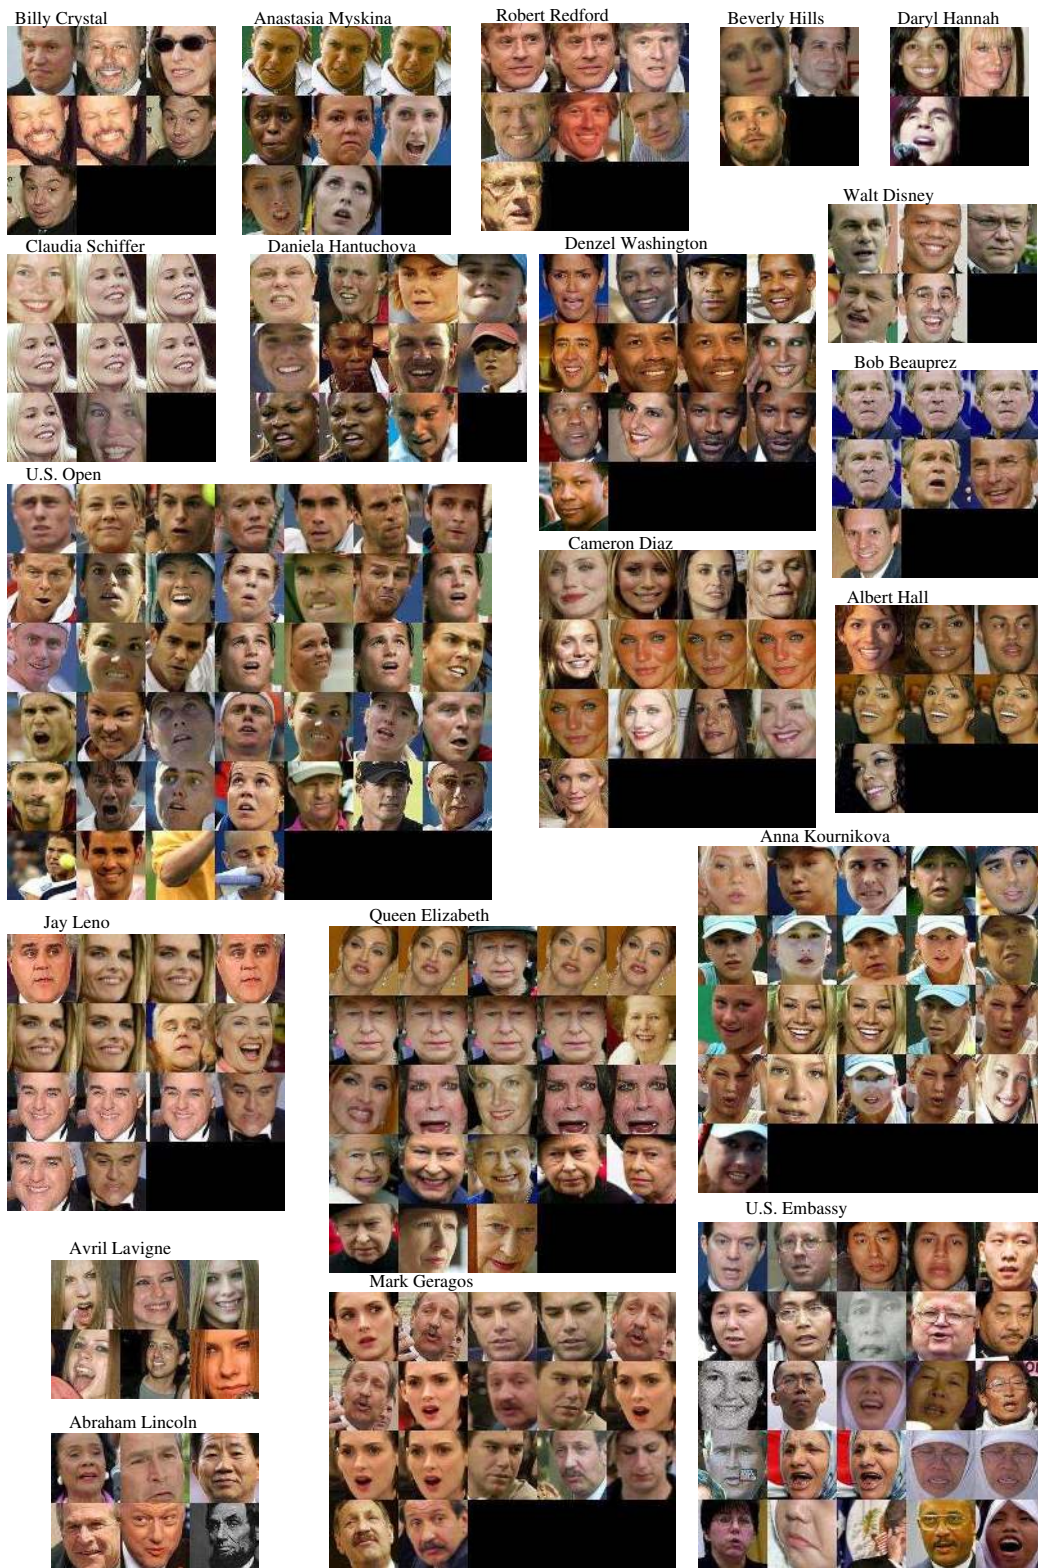 Billy Crystal
Anastasia Myskina
Robert Redford
Beverly Hills
Daryl Hannah
Walt Disney
Claudia Schiffer
Daniela Hantuchova
Denzel Washington
Bob Beauprez
U.S. Open
Cameron Diaz
Albert Hall
Anna Kournikova
Jay Leno
Queen Elizabeth
U.S. Embassy
Avril Lavigne
Mark Geragos
Abraham Lincoln